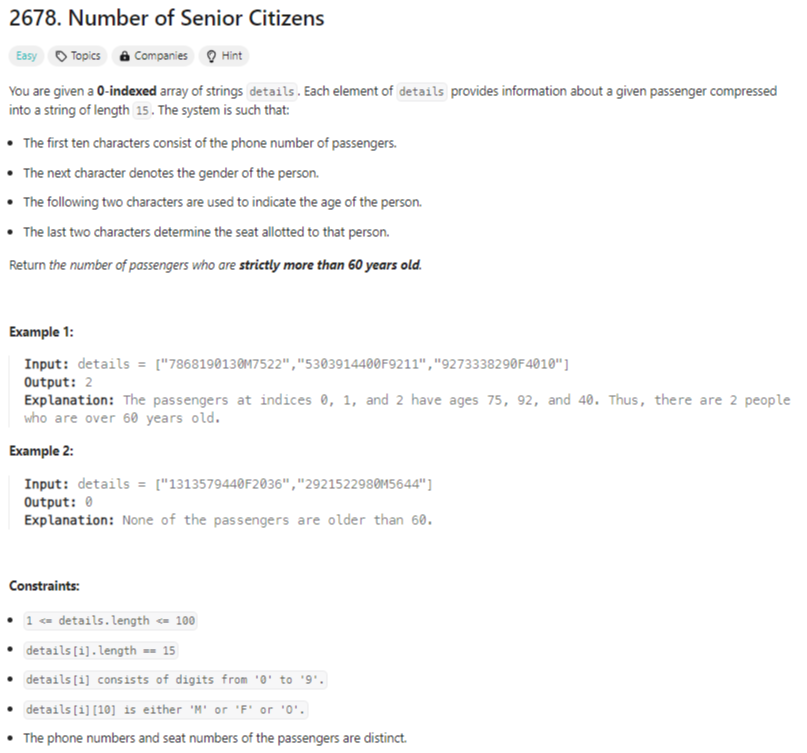 2678. Number of Senior Citizens
Easy Topics Companies Hint
You are given a 0-indexed array of strings details. Each element of details provides information about a given passenger compressed
into a string of length 15. The system is such that:
• The first ten characters consist of the phone number of passengers.
• The next character denotes the gender of the person.
• The following two characters are used to indicate the age of the person.
• The last two characters determine the seat allotted to that person.
Return the number of passengers who are strictly more than 60 years old.
Example 1:
Input: details = ["7868190130M7522","5303914400F9211","9273338290F4010"]
Output: 2
Explanation: The passengers at indices 0, 1, and 2 have ages 75, 92, and 40. Thus, there are 2 people
who are over 60 years old.
Example 2:
Input: details = ["1313579440F2036","2921522980M5644"]
Output: 0
Explanation: None of the passengers are older than 60.
Constraints:
• 1 <= details.length <= 100
• details[i].length == 15
• details[i] consists of digits from '0' to '9'.
• details[i][10] is either 'M' or 'F' or 'O'.
• The phone numbers and seat numbers of the passengers are distinct.